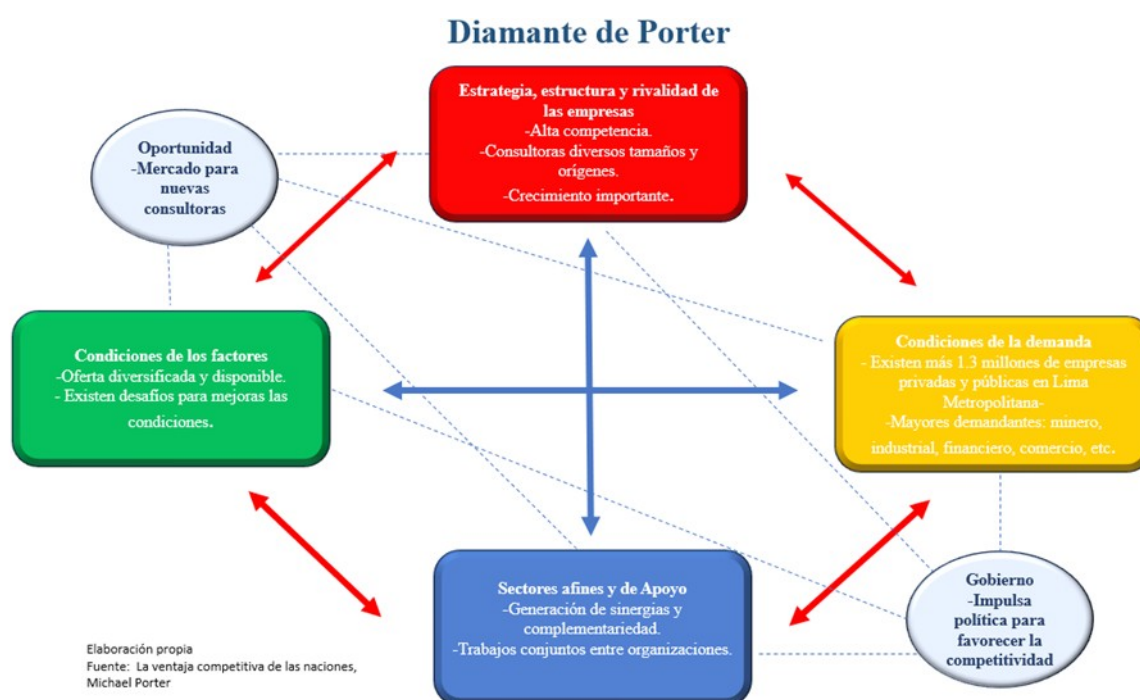 Diamante de Porter
Estrategia, estructura y rivalidad de
las empresas
-Alta competencia.
-Consultoras diversos tamaños y
orígenes.
-Crecimiento importante.
Oportunidad
-Mercado para
nuevas
consultoras
Condiciones de los factores
-Oferta diversificada y disponible.
- Existen desafíos para mejoras las
condiciones.
Condiciones de la demanda
- Existen más 1.3 millones de empresas
privadas y públicas en Lima
Metropolitana-
-Mayores demandantes: minero,
industrial, financiero, comercio, etc.
Sectores afines y de Apoyo
-Generación de sinergias y
complementariedad.
-Trabajos conjuntos entre organizaciones.
Gobierno
-Impulsa
política para
favorecer la
competitividad
Elaboración propia
Fuente: La ventaja competitiva de las naciones,
Michael Porter